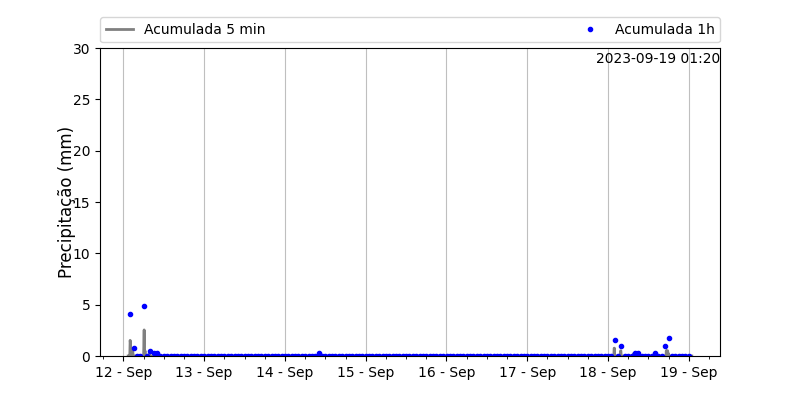 Acumulada 5 min Acumulada 1h
2023-09-19 01:20
Precipitação (mm)
30
25
20
15
10
5
0
12 - Sep 13 - Sep 14 - Sep 15 - Sep 16 - Sep 17 - Sep 18 - Sep 19 - Sep